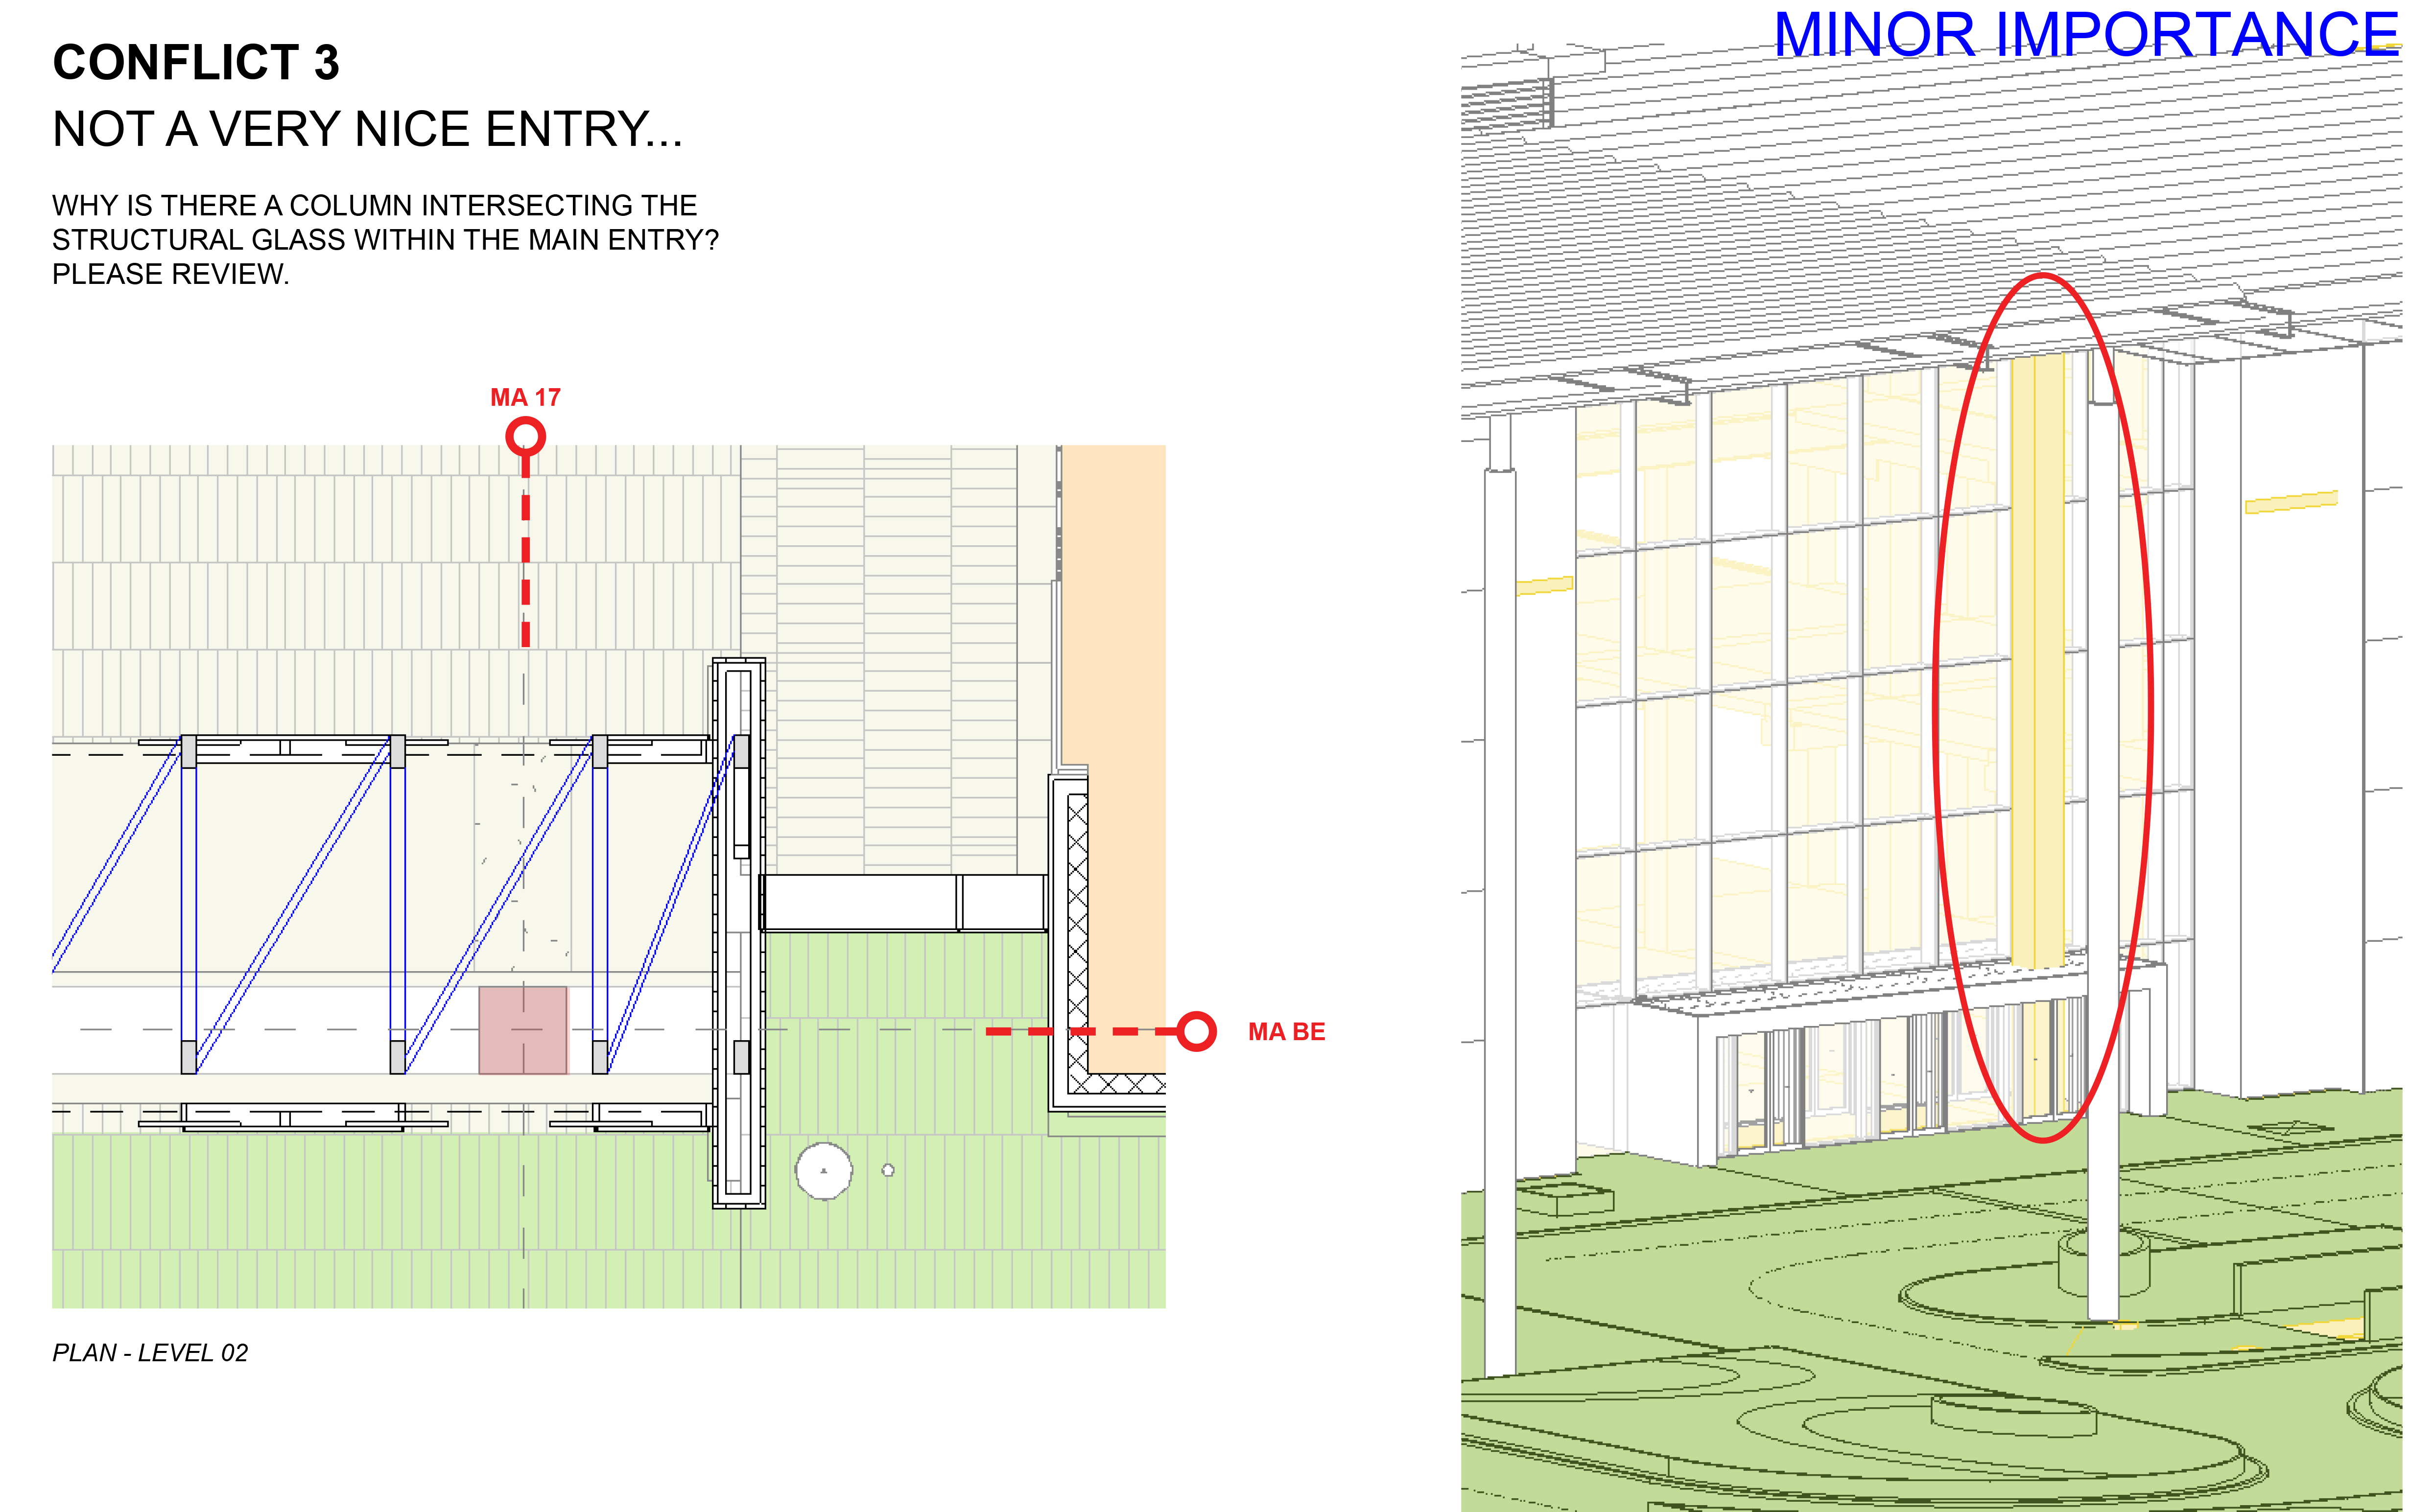 MINOR IMPORTANCE
CONFLICT 3
NOT A VERY NICE ENTRY...
WHY IS THERE A COLUMN INTERSECTING THE
STRUCTURAL GLASS WITHIN THE MAIN ENTRY?
PLEASE REVIEW.
MA 17
MA BE
PLAN - LEVEL 02